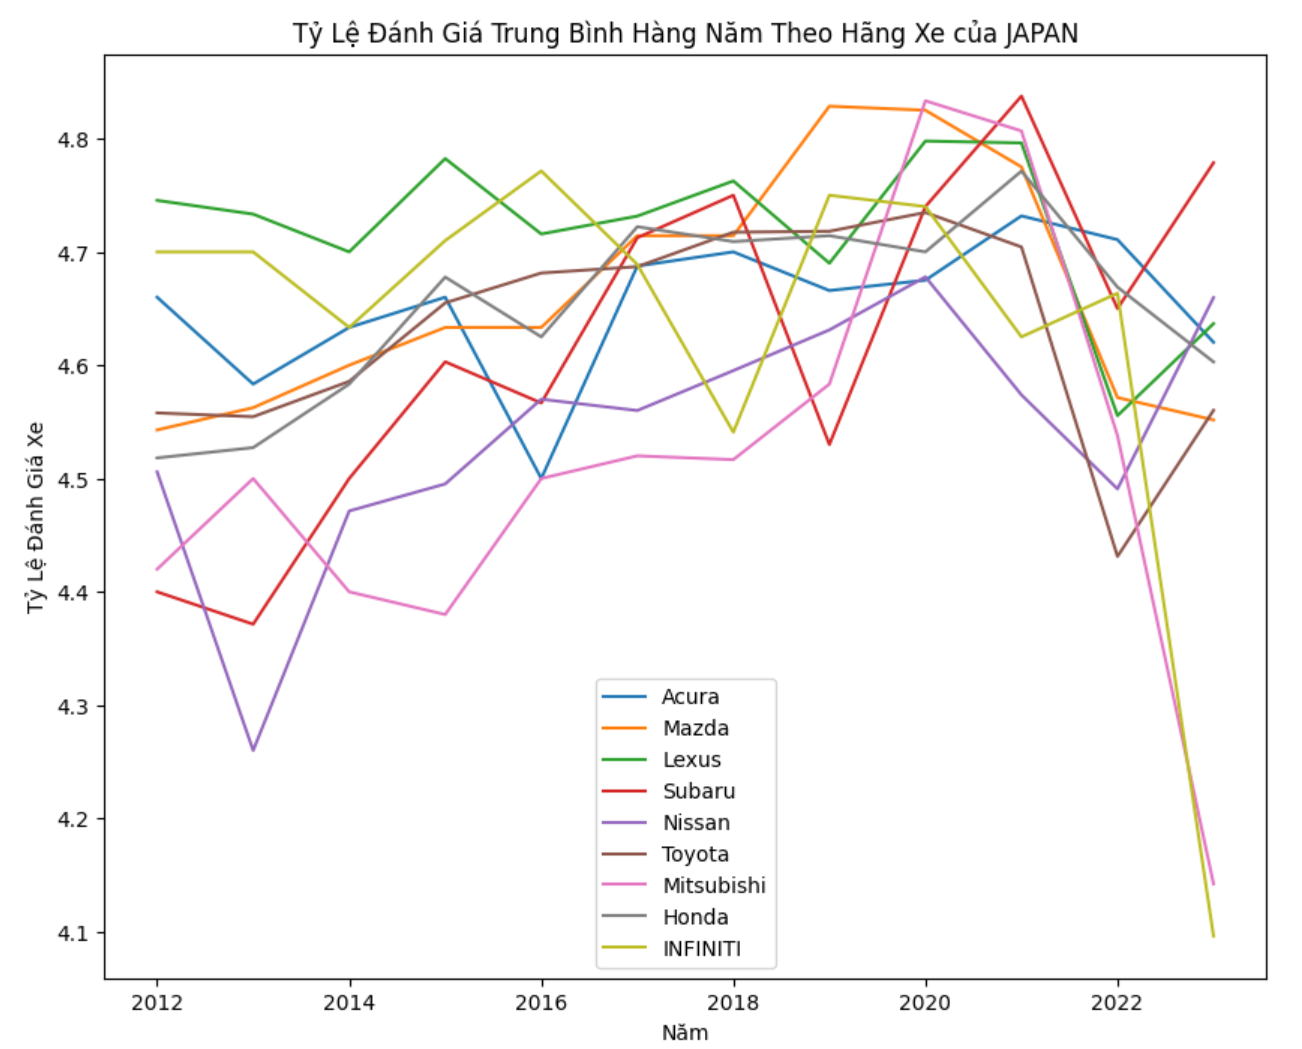 Tỷ Lệ Đánh Giá Trung Bình Hàng Năm Theo Hãng Xe của JAPAN
Tỷ Lệ Đánh Giá Xe
4.8
4.7
4.6
4.5
4.4
4.3
4.2
4.1
Acura
Mazda
Lexus
Subaru
Nissan
Toyota
Mitsubishi
Honda
INFINITI
2012 2014 2016 2018 2020 2022
Năm